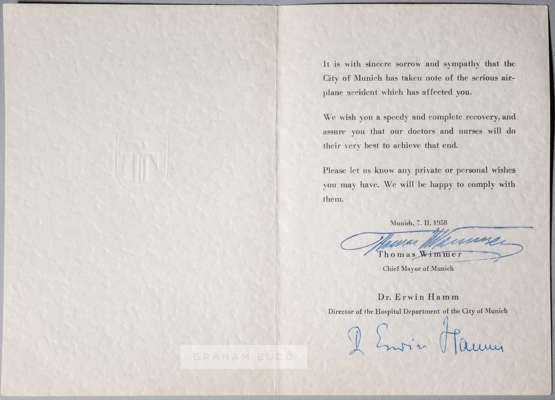 It is with sincere sorrow and sympathy that the
City of Munich has taken note of the serious air-
plane accident which has affected you.
We wish you a speedy and complete recovery, and
assure you that our doctors and nurses will do
their very best to achieve that end.
Please let us know any private or personal wishes
you may have. We will be happy to comply with
them.
Munich, 7. II. 1958
Thomas Wimmer
Thomas Wimmer
Chief Mayor of Munich
Dr. Erwin Hamm
Director of the Hospital Department of the City of Munich
Dr Erwin Hamm
GRAHAM BUDD